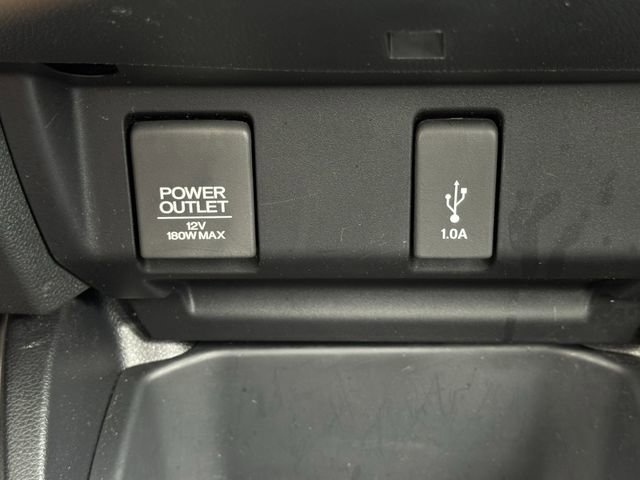 POWER
OUTLET
12V
180W MAX
1.0A